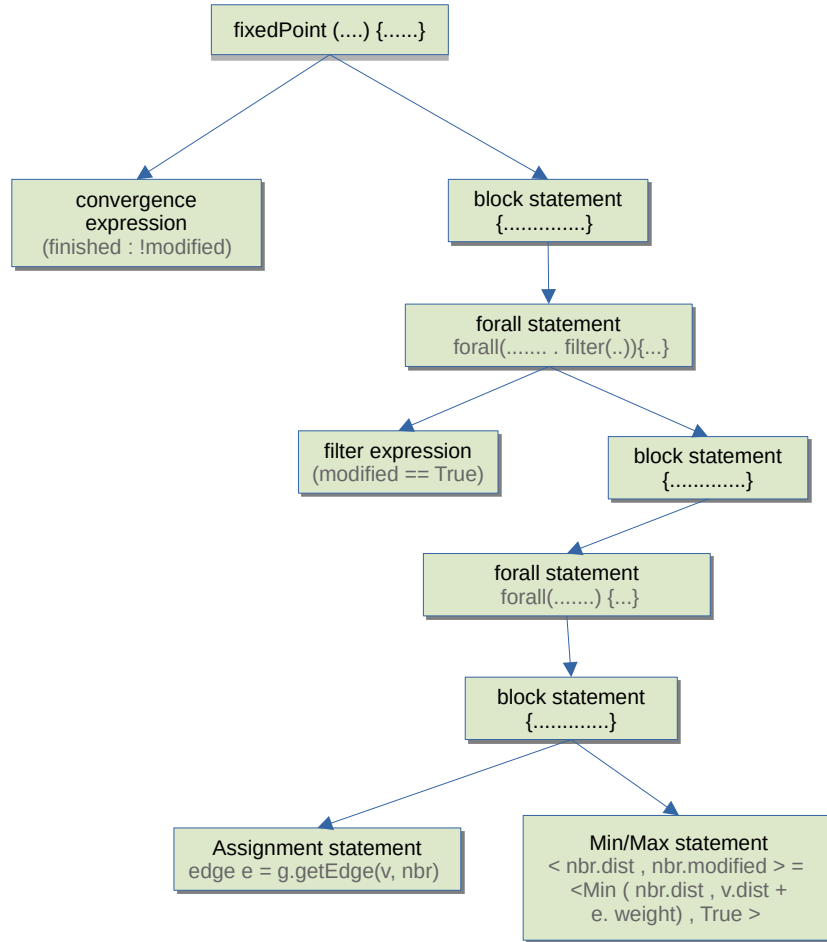 fixedPoint (....) {......}
convergence
expression
(finished : !modified)
block statement
{..............}
forall statement
forall(....... . filter(..)){...}
filter expression
(modified == True)
block statement
{.............}
forall statement
forall(.......) {...}
block statement
{.............}
Assignment statement
edge e = g.getEdge(v, nbr)
Min/Max statement
< nbr.dist , nbr.modified > =
<Min ( nbr.dist , v.dist +
e. weight) , True >